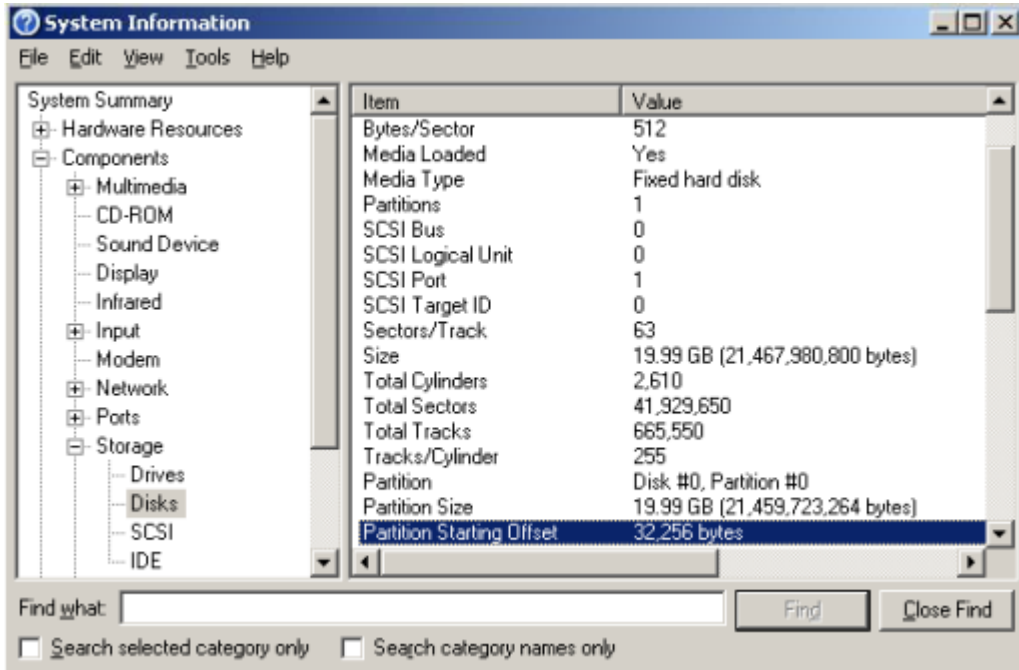 System Information
File Edit View Tools Help
System Summary
Hardware Resources
Components
Multimedia
CD-ROM
Sound Device
Display
Infrared
Input
Modem
Network
Ports
Storage
Drives
Disks
SCSI
IDE
Item Value
Bytes/Sector 512
Media Loaded Yes
Media Type Fixed hard disk
Partitions 1
SCSI Bus 0
SCSI Logical Unit 0
SCSI Port 1
SCSI Target ID 0
Sectors/Track 63
Size 19.99 GB (21,467,980,800 bytes)
Total Cylinders 2,610
Total Sectors 41,929,650
Total Tracks 665,550
Tracks/Cylinder 255
Partition Disk #0, Partition #0
Partition Size 19.99 GB (21,459,723,264 bytes)
Partition Starting Offset 32,256 bytes
Find what: Find Close Find
Search selected category only Search category names only